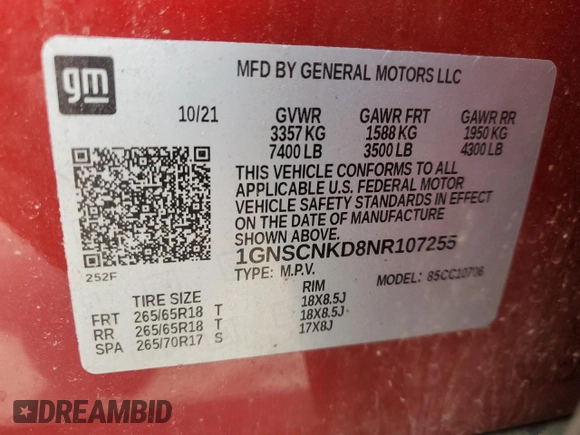 gm
MFD BY GENERAL MOTORS LLC
10/21 GVWR GAWR FRT GAWR RR
3357 KG 1588 KG 1950 KG
7400 LB 3500 LB 4300 LB
THIS VEHICLE CONFORMS TO ALL
APPLICABLE U.S. FEDERAL MOTOR
VEHICLE SAFETY STANDARDS IN EFFECT
ON THE DATE OF MANUFACTURE
SHOWN ABOVE.
1GNSCNKD8NR107255
252F
TYPE: M.P.V. MODEL: 85CC10706
TIRE SIZE RIM
FRT 265/65R18 T 18X8.5J
RR 265/65R18 T 18X8.5J
SPA 265/70R17 S 17X8J
DREAMBID